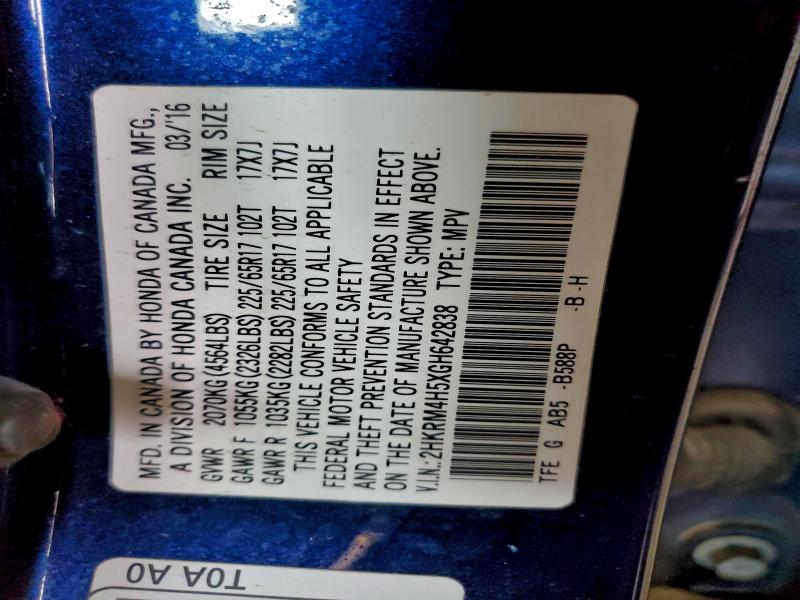 MFD. IN CANADA BY HONDA OF CANADA MFG.,
A DIVISION OF HONDA CANADA INC. 03/16
GVWR 2070KG (4564LBS) TIRE SIZE RIM SIZE
GAWR F 1055KG (2326LBS) 225/65R17 102T 17X7J
GAWR R 1035KG (2282LBS) 225/65R17 102T 17X7J
THIS VEHICLE CONFORMS TO ALL APPLICABLE
FEDERAL MOTOR VEHICLE SAFETY
AND THEFT PREVENTION STANDARDS IN EFFECT
ON THE DATE OF MANUFACTURE SHOWN ABOVE.
V.I.N.: 2HKRM4H5XGH642838 TYPE: MPV
TFE G AB5 -B588P -B -H
T0A A0